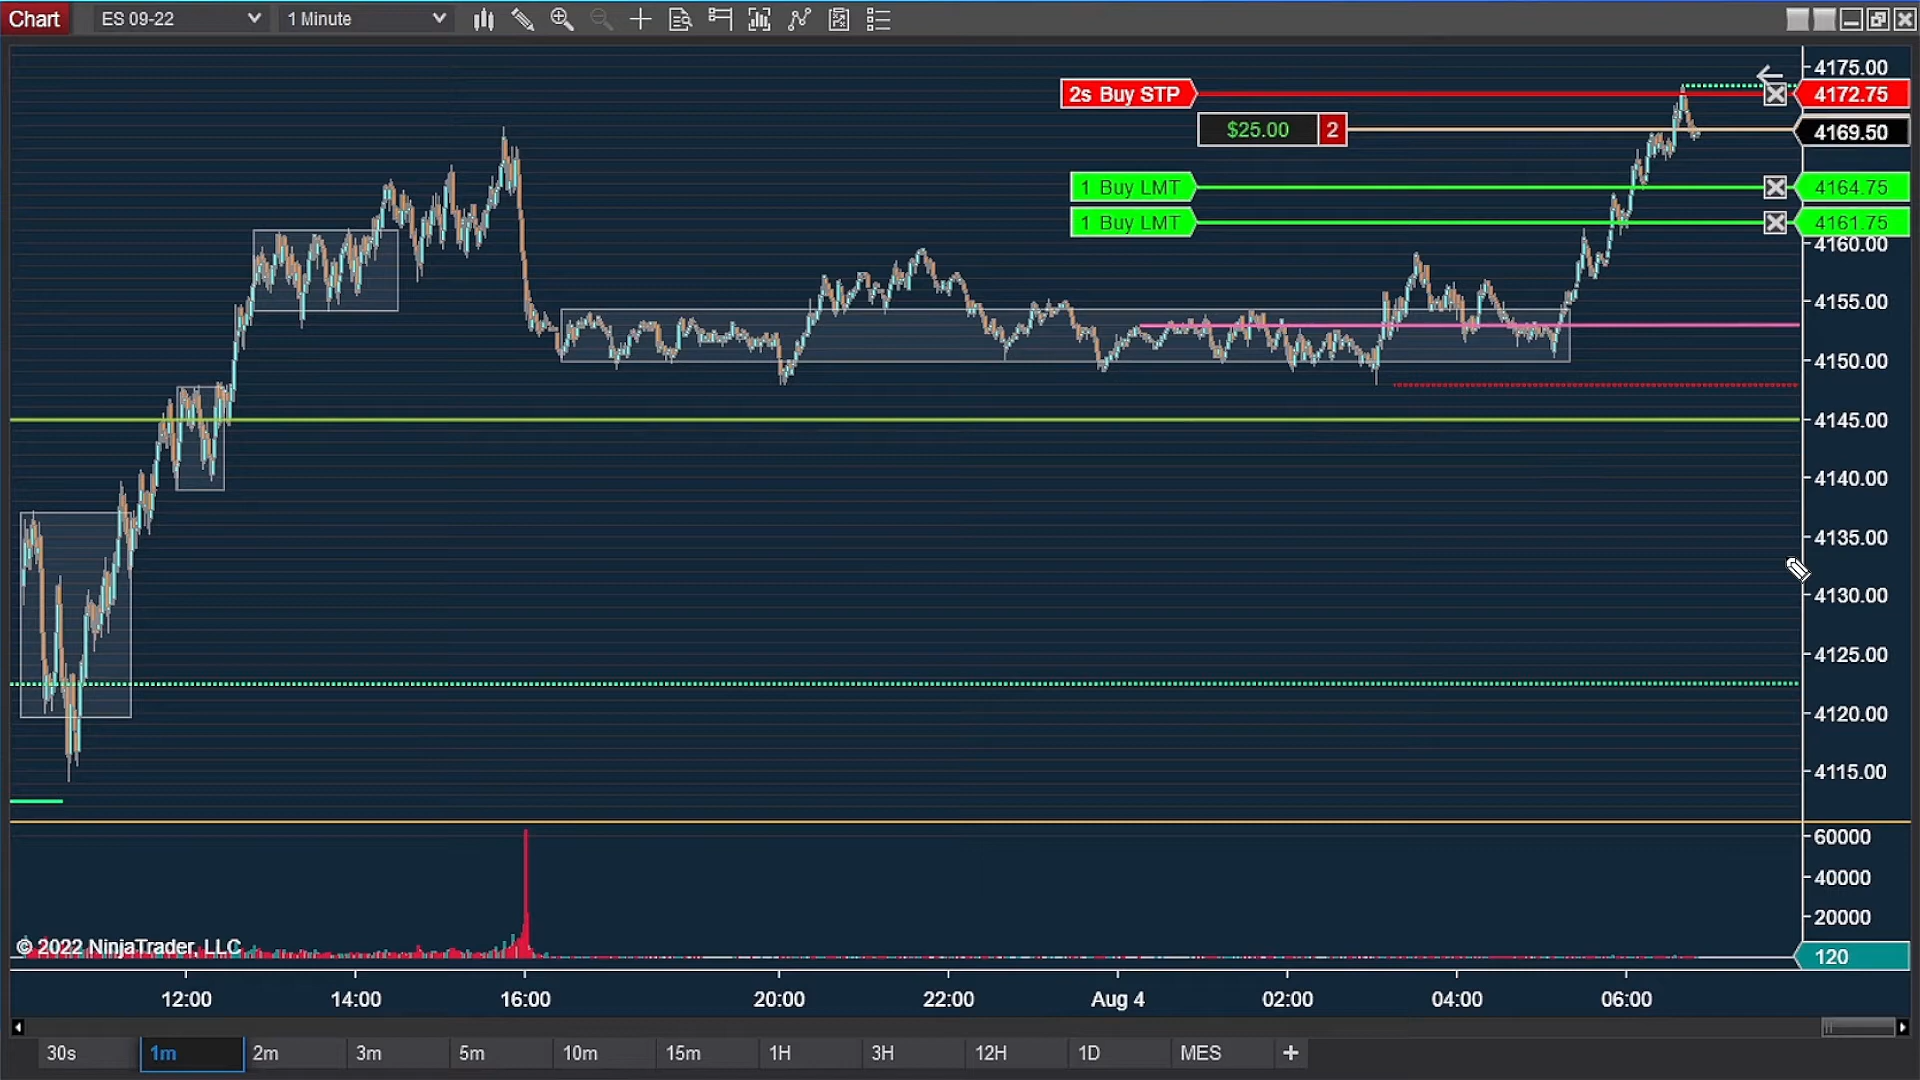 Chart ES 09-22 1 Minute
4175.00
2s Buy STP 4172.75
$25.00 2 4169.50
1 Buy LMT 4164.75
1 Buy LMT 4161.75
4160.00
4155.00
4150.00
4145.00
4140.00
4135.00
4130.00
4125.00
4120.00
4115.00
60000
40000
20000
© 2022 NinjaTrader, LLC
120
12:00 14:00 16:00 20:00 22:00 Aug 4 02:00 04:00 06:00
30s 1m 2m 3m 5m 10m 15m 1H 3H 12H 1D MES +